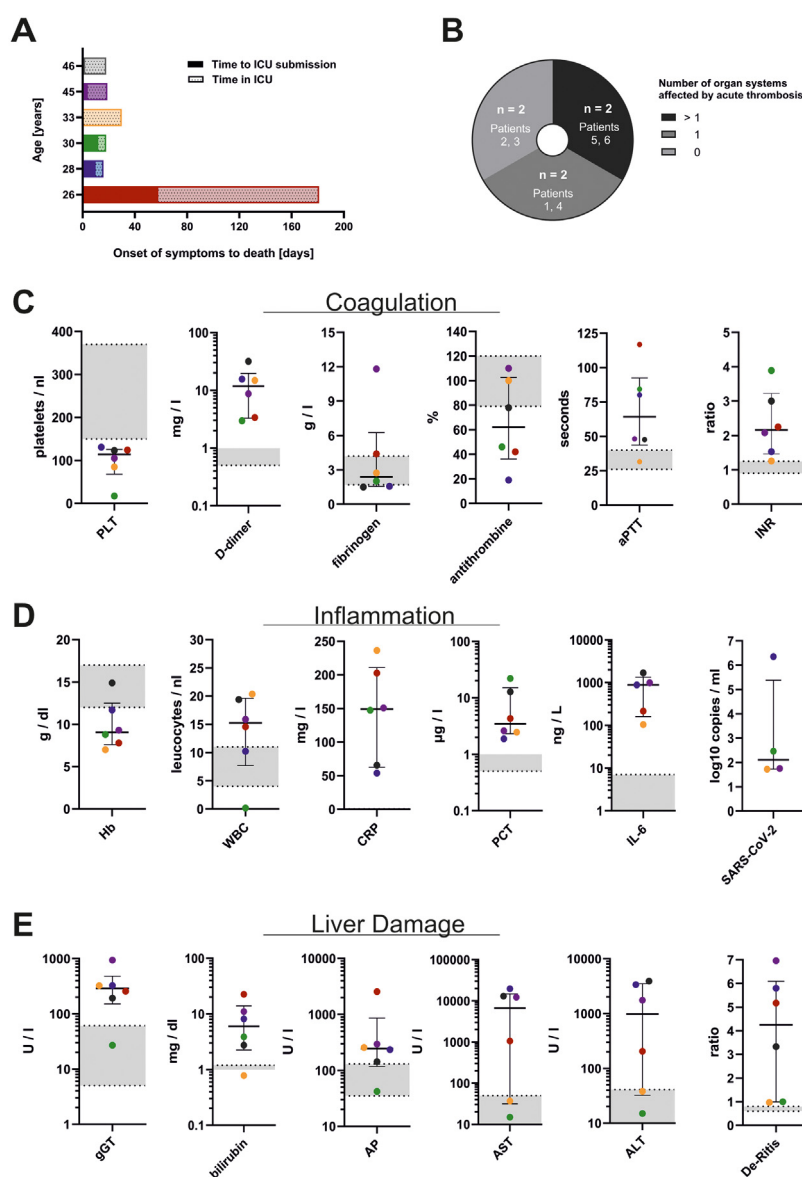 A
46
45
33
30
28
26
Age [years]
0 40 80 120 160 200
Onset of symptoms to death [days]
Time to ICU submission
Time in ICU
B
n = 2
Patients
2, 3
n = 2
Patients
5, 6
n = 2
Patients
1, 4
Number of organ systems
affected by acute thrombosis
> 1
1
0
C Coagulation
platelets / nl
400
300
200
100
0
PLT
mg / l
100
10
1
0.1
D-dimer
g / l
15
12
9
6
3
0
fibrinogen
%
140
120
100
80
60
40
20
0
antithrombine
seconds
125
100
75
50
25
0
aPTT
ratio
5
4
3
2
1
0
INR
D Inflammation
g / dl
20
15
10
5
0
Hb
leucocytes / nl
30
25
20
15
10
5
0
WBC
mg / l
250
200
150
100
50
0
CRP
µg / l
100
10
1
0.1
PCT
ng / L
10000
1000
100
10
1
IL-6
log10 copies / ml
7
6
5
4
3
2
1
0
SARS-CoV-2
E Liver Damage
U / l
1000
100
10
1
gGT
mg / dl
100
10
1
0.1
bilirubin
U / l
10000
1000
100
10
AP
U / l
100000
10000
1000
100
10
AST
U / l
10000
1000
100
10
ALT
ratio
7
6
5
4
3
2
1
0
De-Ritis